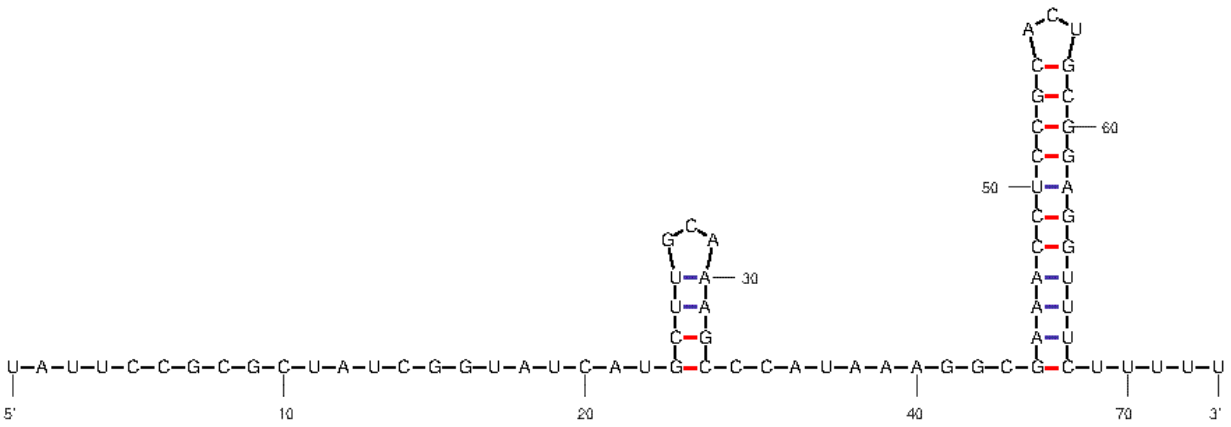 C
A U
C G
G C
C G 60
C G
50 U A
C G
C
G A C G
U A 30 A U
U A A U
C G A U
U A U U C C G C G C U A U C G G U A U C A U G C C C A U A A A G G C G C U U U U U
5' 10 20 40 70 3'